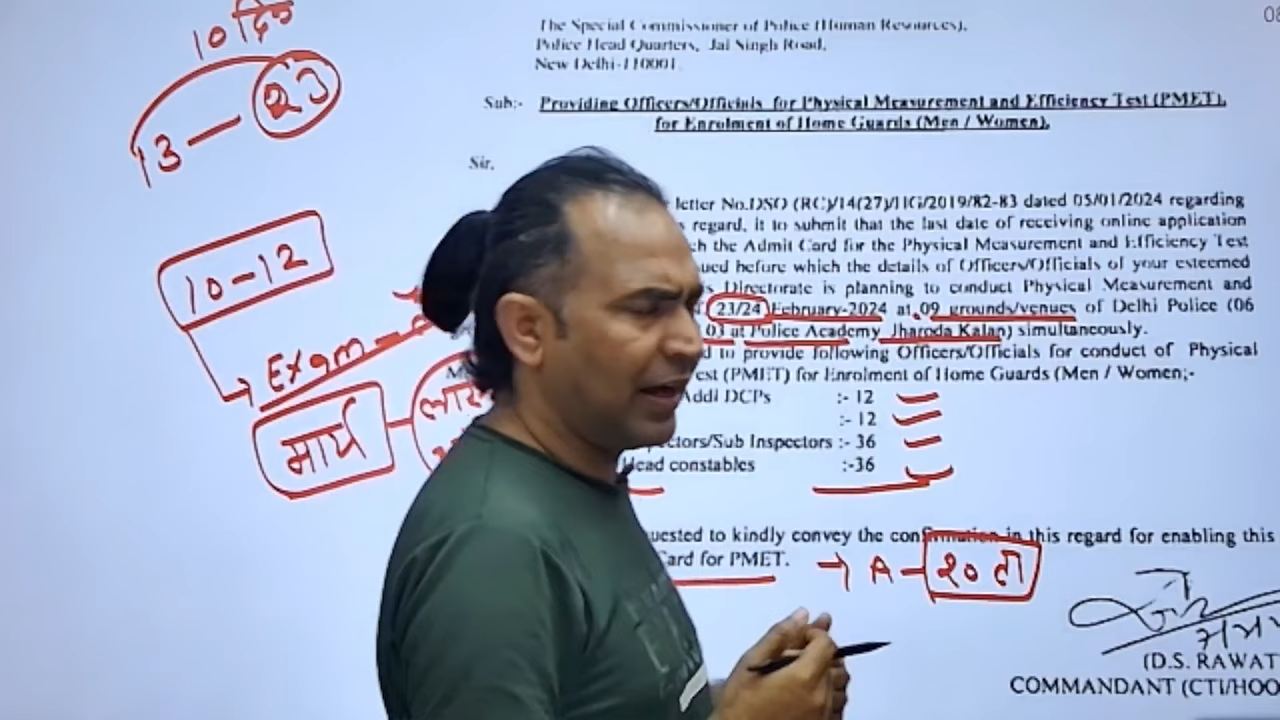 08
The Special Commissioner of Police (Human Resources),
Police Head Quarters, Jai Singh Road,
New Delhi-110001
Sub:- Providing Officers/Officials for Physical Measurement and Efficiency Test (PMET),
for Enrolment of Home Guards (Men / Women).
Sir,
letter No.DSO (RC)/14(27)/HG/2019/82-83 dated 05/01/2024 regarding
regard, it to submit that the last date of receiving online application
the Admit Card for the Physical Measurement and Efficiency Test
before which the details of Officers/Officials of your esteemed
Directorate is planning to conduct Physical Measurement and
23/24 February-2024 at 09 grounds/venues of Delhi Police (06
03 at Police Academy Jharoda Kalan) simultaneously.
to provide following Officers/Officials for conduct of Physical
(PMET) for Enrolment of Home Guards (Men / Women;-
Addl DCPs :- 12
:- 12
/Sub Inspectors :- 36
Head constables :-36
to kindly convey the confirmation in this regard for enabling this
Card for PMET.
(D.S. RAWAT
COMMANDANT (CTI/HOO
10 दिन
13 - 23
10-12
Exam
मार्च
→ A - 20 ती